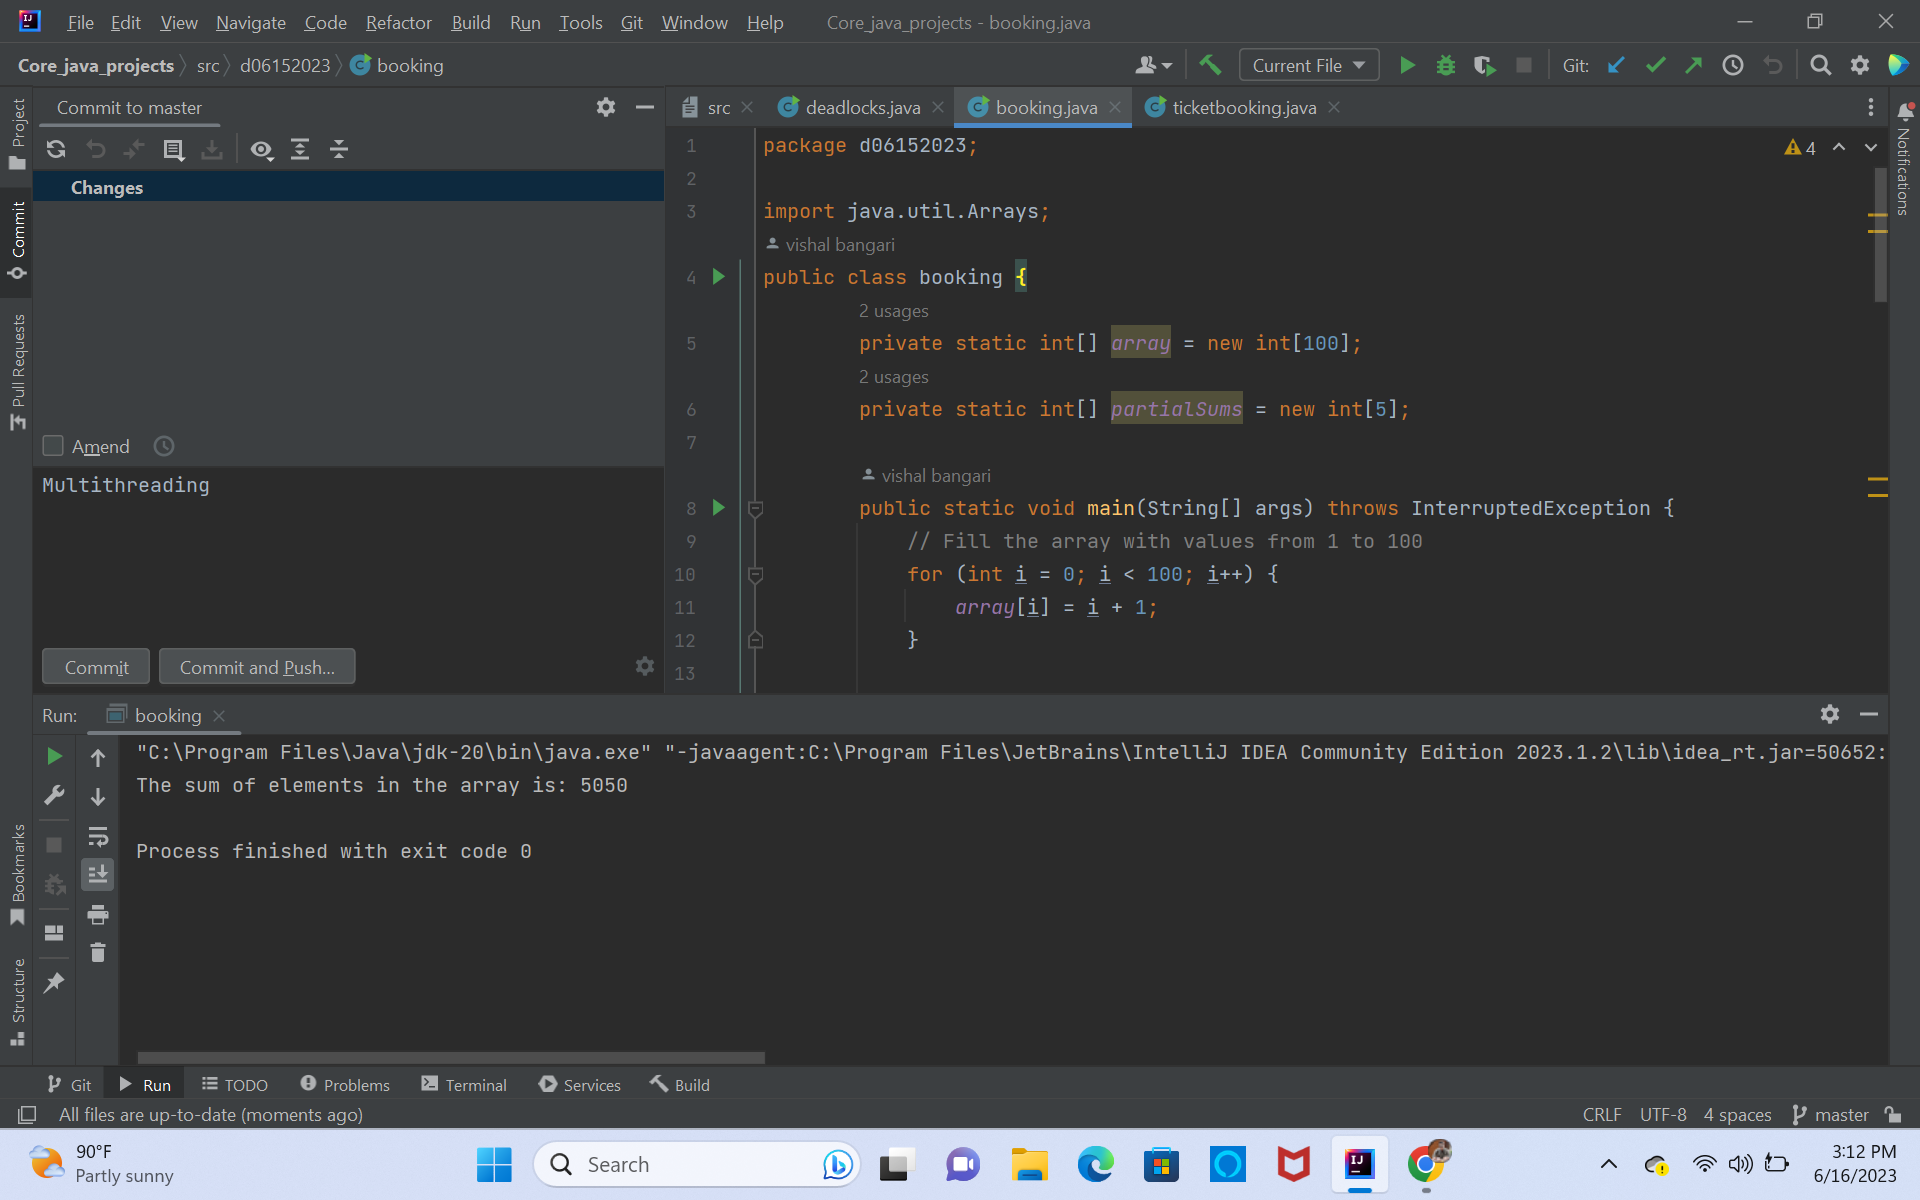 File Edit View Navigate Code Refactor Build Run Tools Git Window Help Core_java_projects - booking.java
Core_java_projects src d06152023 booking Current File Git:
Project
Commit
Pull Requests
Bookmarks
Structure
Commit to master
Changes
Amend
Multithreading
Commit Commit and Push...
src deadlocks.java booking.java ticketbooking.java
Notifications
4
1 package d06152023;
2
3 import java.util.Arrays;
vishal bangari
4 public class booking {
2 usages
5 private static int[] array = new int[100];
2 usages
6 private static int[] partialSums = new int[5];
7
vishal bangari
8 public static void main(String[] args) throws InterruptedException {
9 // Fill the array with values from 1 to 100
10 for (int i = 0; i < 100; i++) {
11 array[i] = i + 1;
12 }
13
Run: booking
"C:\Program Files\Java\jdk-20\bin\java.exe" "-javaagent:C:\Program Files\JetBrains\IntelliJ IDEA Community Edition 2023.1.2\lib\idea_rt.jar=50652:
The sum of elements in the array is: 5050
Process finished with exit code 0
Git Run TODO Problems Terminal Services Build
All files are up-to-date (moments ago) CRLF UTF-8 4 spaces master
90°F
Partly sunny
Search
3:12 PM
6/16/2023